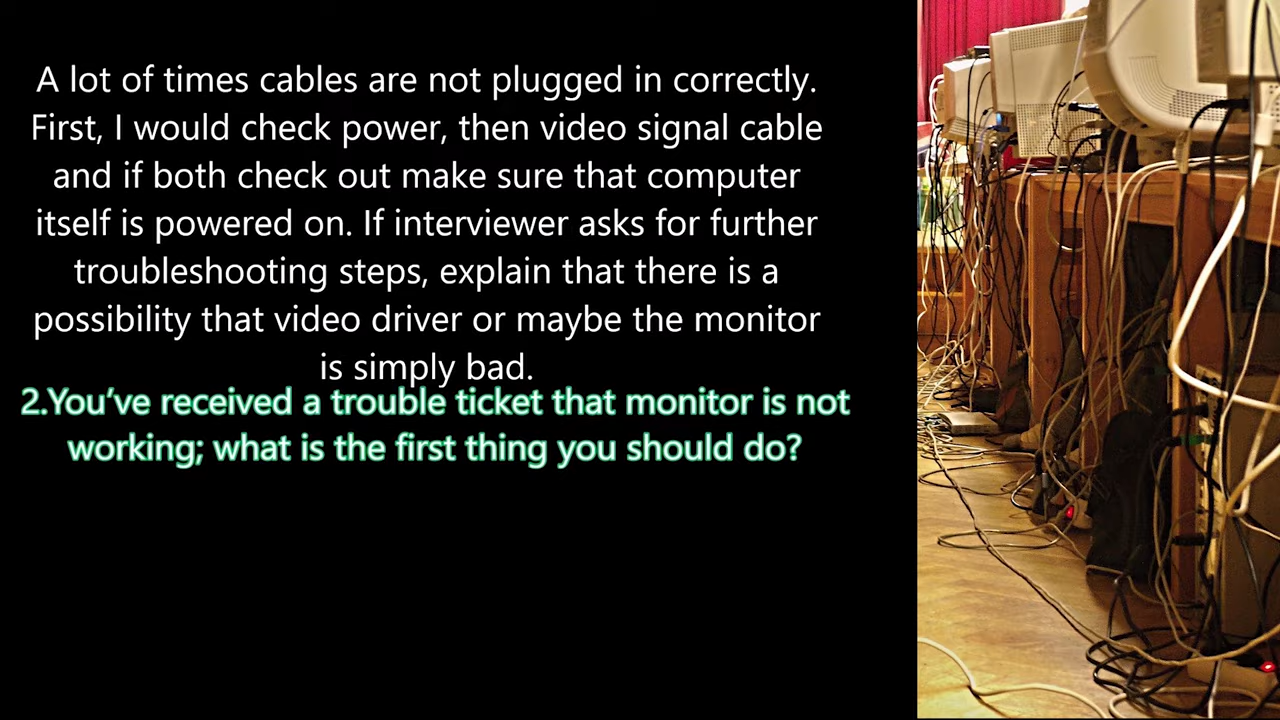 A lot of times cables are not plugged in correctly.
First, I would check power, then video signal cable
and if both check out make sure that computer
itself is powered on. If interviewer asks for further
troubleshooting steps, explain that there is a
possibility that video driver or maybe the monitor
is simply bad.
2.You’ve received a trouble ticket that monitor is not
working; what is the first thing you should do?